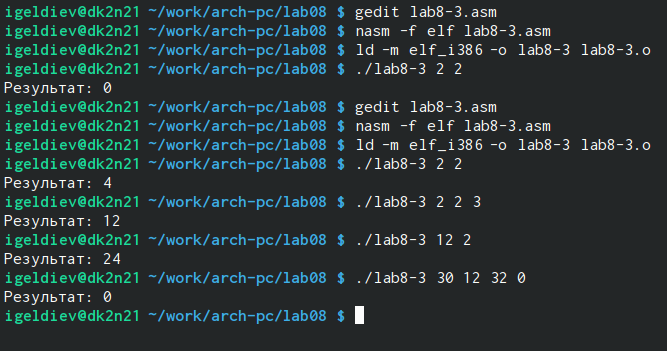 igeldiev@dk2n21 ~/work/arch-pc/lab08 $ gedit lab8-3.asm
igeldiev@dk2n21 ~/work/arch-pc/lab08 $ nasm -f elf lab8-3.asm
igeldiev@dk2n21 ~/work/arch-pc/lab08 $ ld -m elf_i386 -o lab8-3 lab8-3.o
igeldiev@dk2n21 ~/work/arch-pc/lab08 $ ./lab8-3 2 2
Результат: 0
igeldiev@dk2n21 ~/work/arch-pc/lab08 $ gedit lab8-3.asm
igeldiev@dk2n21 ~/work/arch-pc/lab08 $ nasm -f elf lab8-3.asm
igeldiev@dk2n21 ~/work/arch-pc/lab08 $ ld -m elf_i386 -o lab8-3 lab8-3.o
igeldiev@dk2n21 ~/work/arch-pc/lab08 $ ./lab8-3 2 2
Результат: 4
igeldiev@dk2n21 ~/work/arch-pc/lab08 $ ./lab8-3 2 2 3
Результат: 12
igeldiev@dk2n21 ~/work/arch-pc/lab08 $ ./lab8-3 12 2
Результат: 24
igeldiev@dk2n21 ~/work/arch-pc/lab08 $ ./lab8-3 30 12 32 0
Результат: 0
igeldiev@dk2n21 ~/work/arch-pc/lab08 $